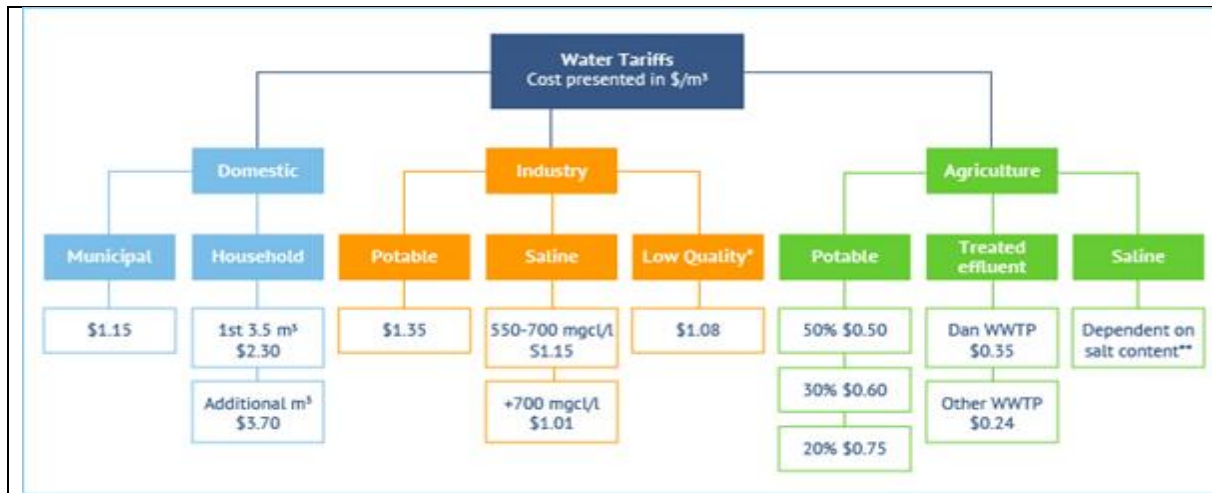 Water Tariffs
Cost presented in $/m³
Domestic
Industry
Agriculture
Municipal
Household
Potable
Saline
Low Quality*
Potable
Treated
effluent
Saline
$1.15
1st 3.5 m³
$2.30
Additional m³
$3.70
$1.35
550-700 mgcl/l
S1.15
+700 mgcl/l
$1.01
$1.08
50% $0.50
30% $0.60
20% $0.75
Dan WWTP
$0.35
Other WWTP
$0.24
Dependent on
salt content**